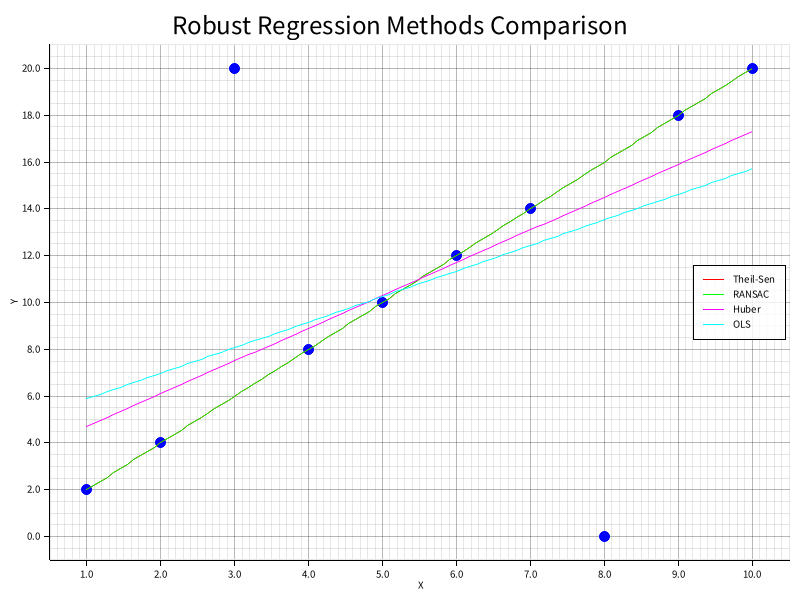 Robust Regression Methods Comparison
20.0
18.0
16.0
14.0
12.0
10.0
8.0
6.0
4.0
2.0
0.0
Y
Theil-Sen
RANSAC
Huber
OLS
1.0 2.0 3.0 4.0 5.0 6.0 7.0 8.0 9.0 10.0
X